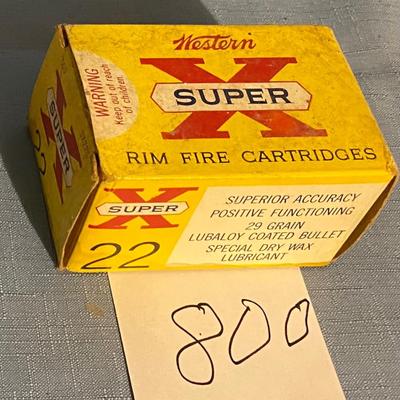 Western
X
SUPER
RIM FIRE CARTRIDGES
WARNING
Keep out of reach
of children.
22
X
SUPER
22
SUPERIOR ACCURACY
POSITIVE FUNCTIONING
29 GRAIN
LUBALOY COATED BULLET
SPECIAL DRY WAX
LUBRICANT
800